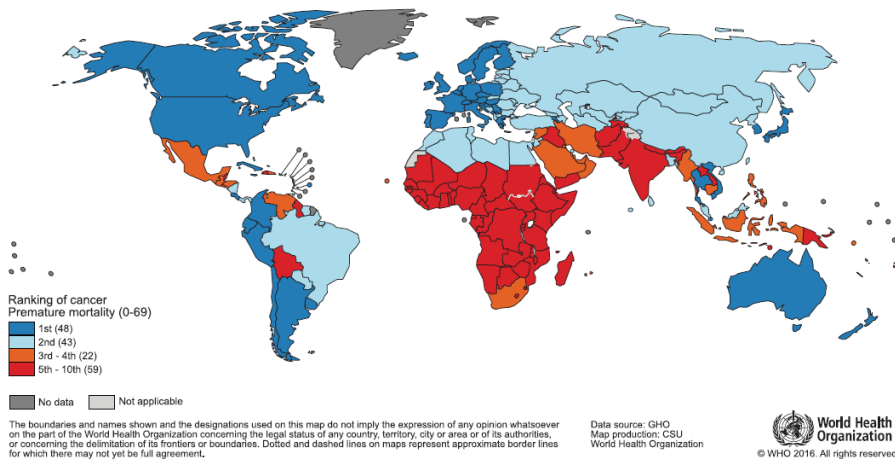 Ranking of cancer
Premature mortality (0-69)
1st (48)
2nd (43)
3rd - 4th (22)
5th - 10th (59)
No data
Not applicable
The boundaries and names shown and the designations used on this map do not imply the expression of any opinion whatsoever
on the part of the World Health Organization concerning the legal status of any country, territory, city or area or of its authorities,
or concerning the delimitation of its frontiers or boundaries. Dotted and dashed lines on maps represent approximate border lines
for which there may not yet be full agreement.
Data source: GHO
Map production: CSU
World Health Organization
World Health
Organization
© WHO 2016. All rights reserved